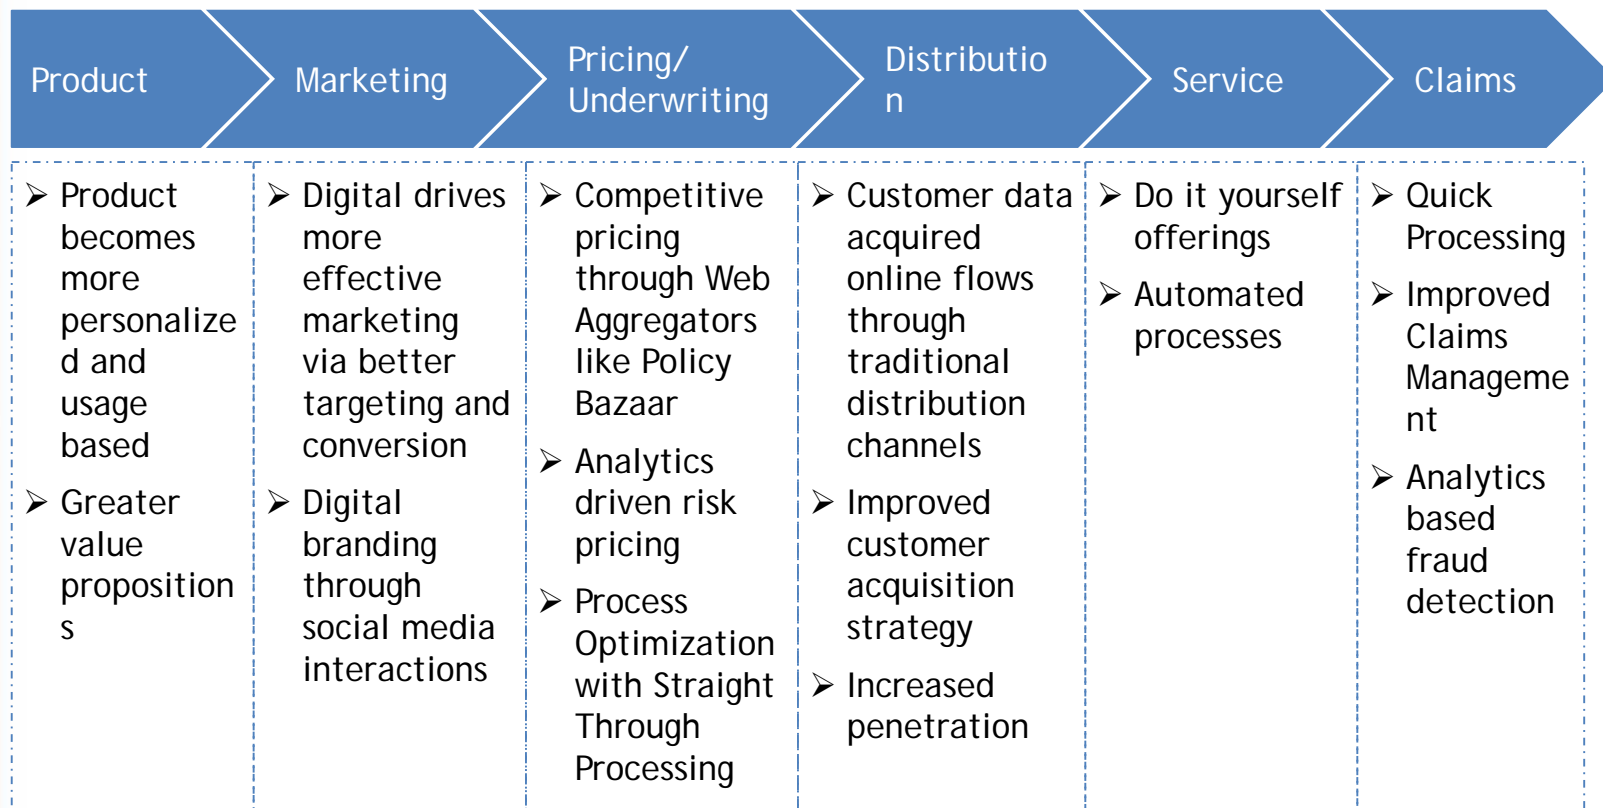 Product
Marketing
Pricing/
Underwriting
Distributio
n
Service
Claims
➢ Product
becomes
more
personalize
d and
usage
based
➢ Greater
value
proposition
s
➢ Digital drives
more
effective
marketing
via better
targeting and
conversion
➢ Digital
branding
through
social media
interactions
➢ Competitive
pricing
through Web
Aggregators
like Policy
Bazaar
➢ Analytics
driven risk
pricing
➢ Process
Optimization
with Straight
Through
Processing
➢ Customer data
acquired
online flows
through
traditional
distribution
channels
➢ Improved
customer
acquisition
strategy
➢ Increased
penetration
➢ Do it yourself
offerings
➢ Automated
processes
➢ Quick
Processing
➢ Improved
Claims
Manageme
nt
➢ Analytics
based
fraud
detection